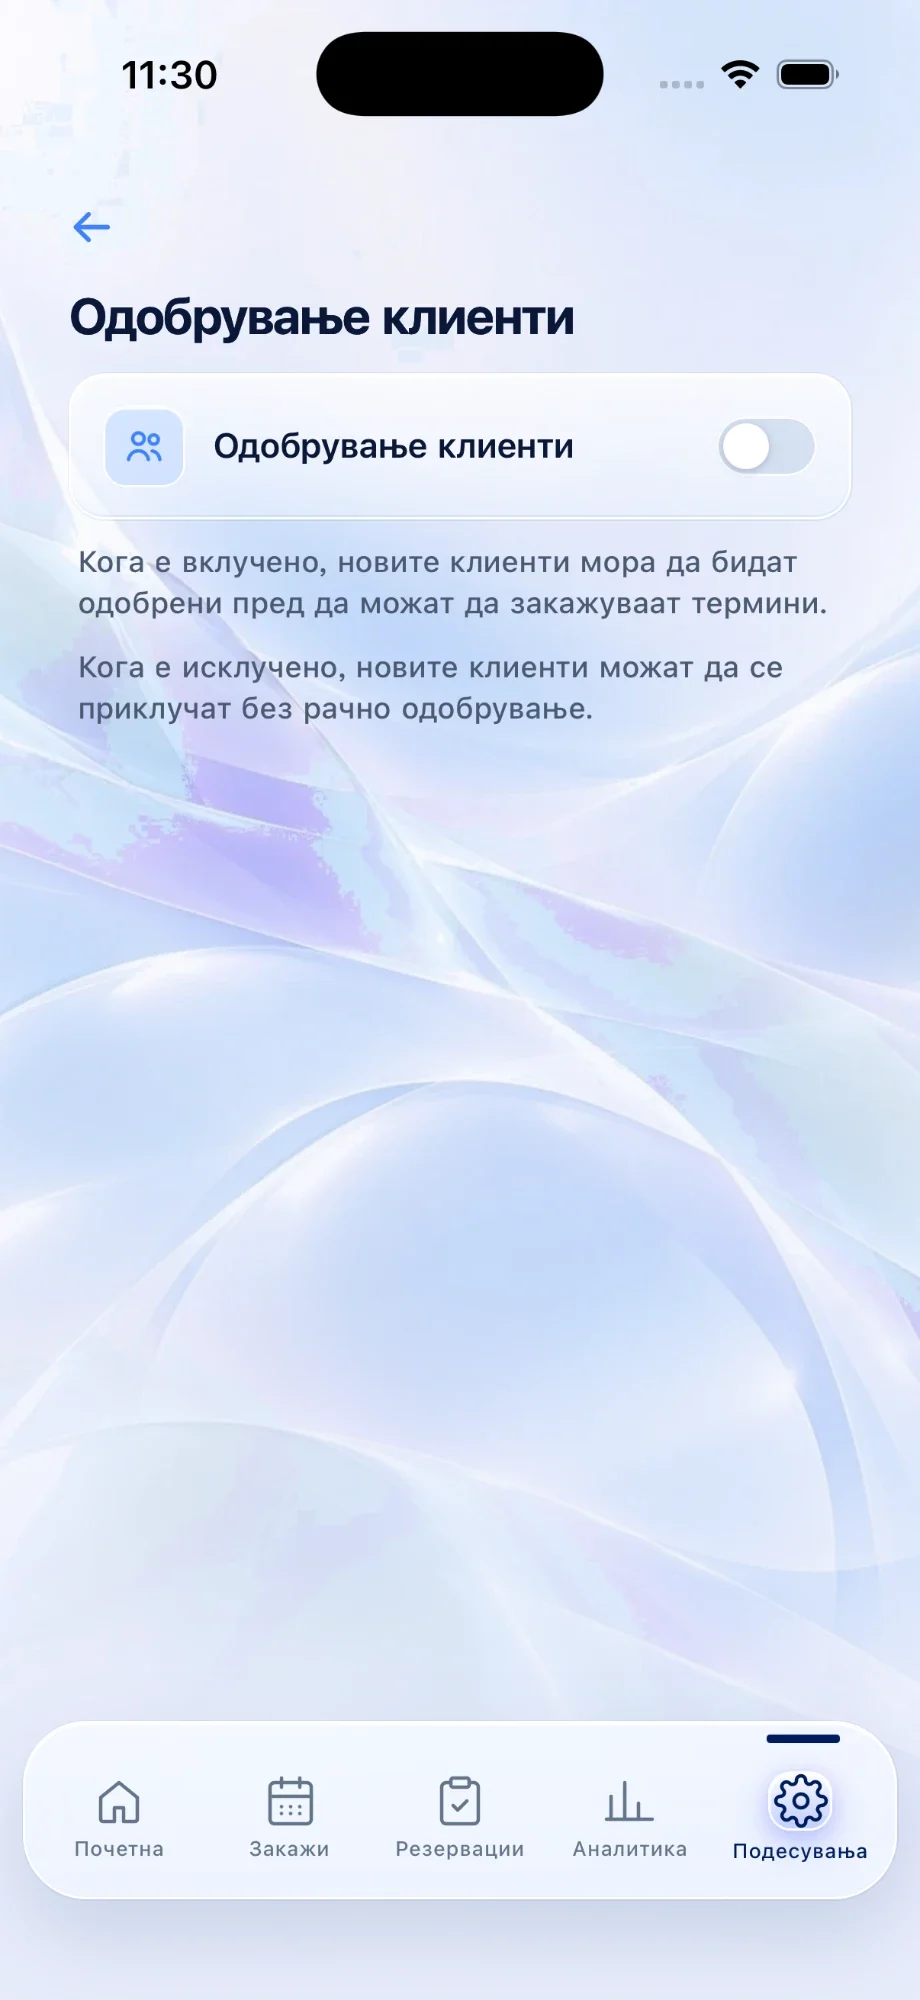 11:30
Одобрување клиенти
Одобрување клиенти
Кога е вклучено, новите клиенти мора да бидат
одобрени пред да можат да закажуваат термини.
Кога е исклучено, новите клиенти можат да се
приклучат без рачно одобрување.
Почетна
Закажи
Резервации
Аналитика
Подесувања